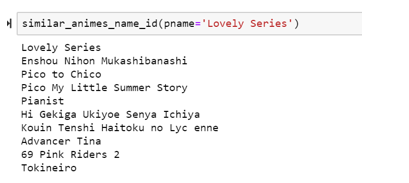 similar_animes_name_id(pname='Lovely Series')
Lovely Series
Enshou Nihon Mukashibanashi
Pico to Chico
Pico My Little Summer Story
Pianist
Hi Gekiga Ukiyoe Senya Ichiya
Kouin Tenshi Haitoku no Lyc enne
Advancer Tina
69 Pink Riders 2
Tokineiro